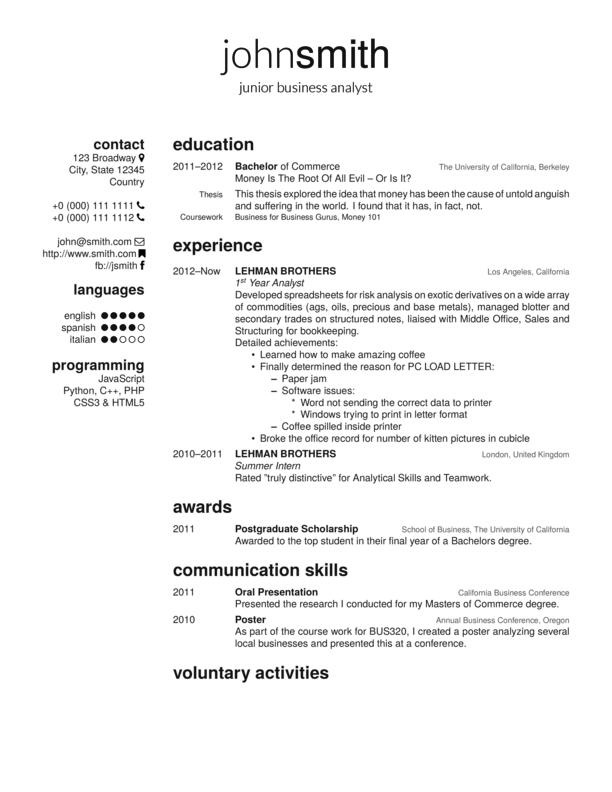 johnsmith
junior business analyst
contact
123 Broadway
City, State 12345
Country
+0 (000) 111 1111
+0 (000) 111 1112
john@smith.com
http://www.smith.com
fb://jsmith
languages
english
spanish
italian
programming
JavaScript
Python, C++, PHP
CSS3 & HTML5
education
2011–2012 Bachelor of Commerce The University of California, Berkeley
Money Is The Root Of All Evil – Or Is It?
Thesis This thesis explored the idea that money has been the cause of untold anguish
and suffering in the world. I found that it has, in fact, not.
Coursework Business for Business Gurus, Money 101
experience
2012–Now LEHMAN BROTHERS Los Angeles, California
1st Year Analyst
Developed spreadsheets for risk analysis on exotic derivatives on a wide array
of commodities (ags, oils, precious and base metals), managed blotter and
secondary trades on structured notes, liaised with Middle Office, Sales and
Structuring for bookkeeping.
Detailed achievements:
• Learned how to make amazing coffee
• Finally determined the reason for PC LOAD LETTER:
– Paper jam
– Software issues:
* Word not sending the correct data to printer
* Windows trying to print in letter format
– Coffee spilled inside printer
• Broke the office record for number of kitten pictures in cubicle
2010–2011 LEHMAN BROTHERS London, United Kingdom
Summer Intern
Rated "truly distinctive" for Analytical Skills and Teamwork.
awards
2011 Postgraduate Scholarship School of Business, The University of California
Awarded to the top student in their final year of a Bachelors degree.
communication skills
2011 Oral Presentation California Business Conference
Presented the research I conducted for my Masters of Commerce degree.
2010 Poster Annual Business Conference, Oregon
As part of the course work for BUS320, I created a poster analyzing several
local businesses and presented this at a conference.
voluntary activities